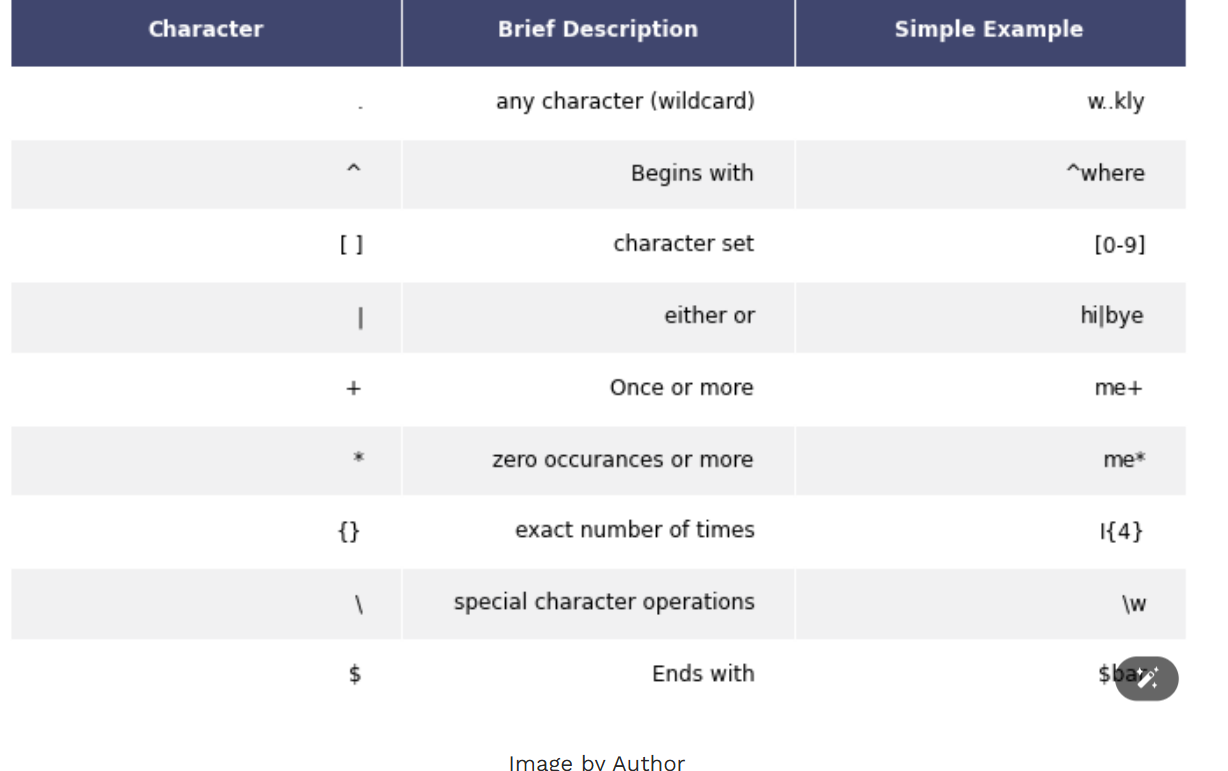 Character Brief Description Simple Example
. any character (wildcard) w..kly
^ Begins with ^where
[ ] character set [0-9]
| either or hi|bye
+ Once or more me+
* zero occurances or more me*
{} exact number of times l{4}
\ special character operations \w
$ Ends with $bar
Image by Author